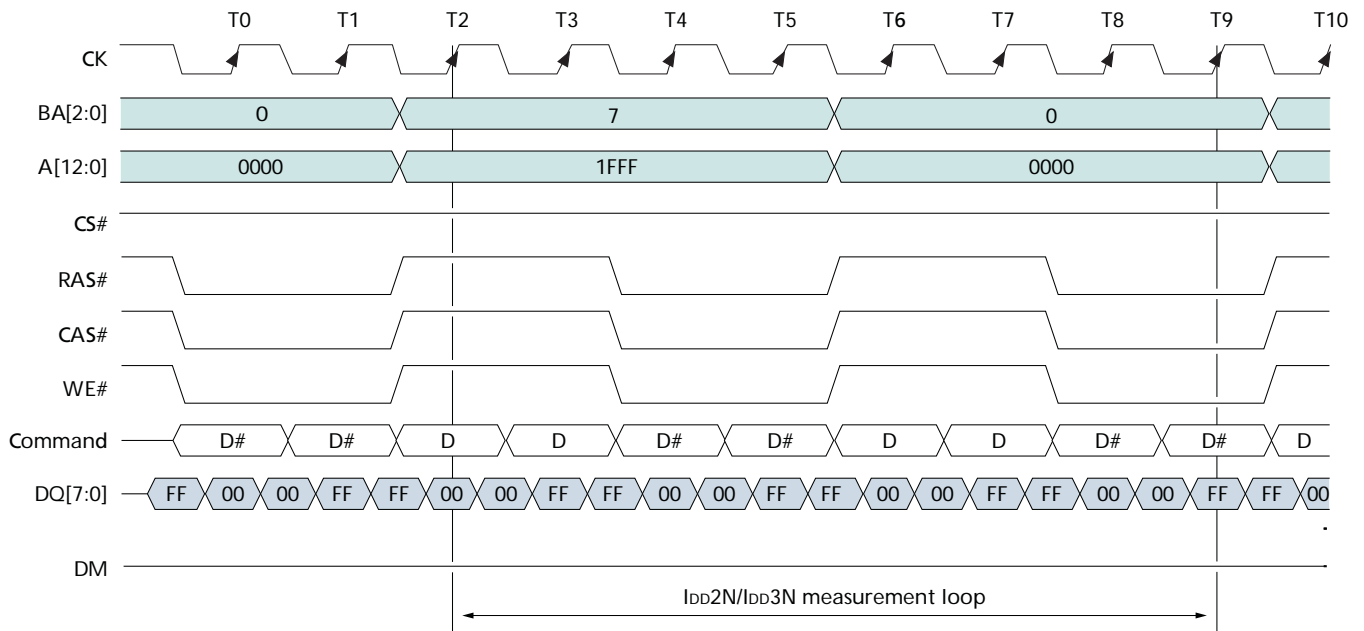 T0 T1 T2 T3 T4 T5 T6 T7 T8 T9 T10
CK
BA[2:0] 0 7 0
A[12:0] 0000 1FFF 0000
CS#
RAS#
CAS#
WE#
Command D# D# D D D# D# D D D# D# D
DQ[7:0] FF 00 00 FF FF 00 00 FF FF 00 00 FF FF 00 00 FF FF 00 00 FF FF 00
DM
IDD2N/IDD3N measurement loop